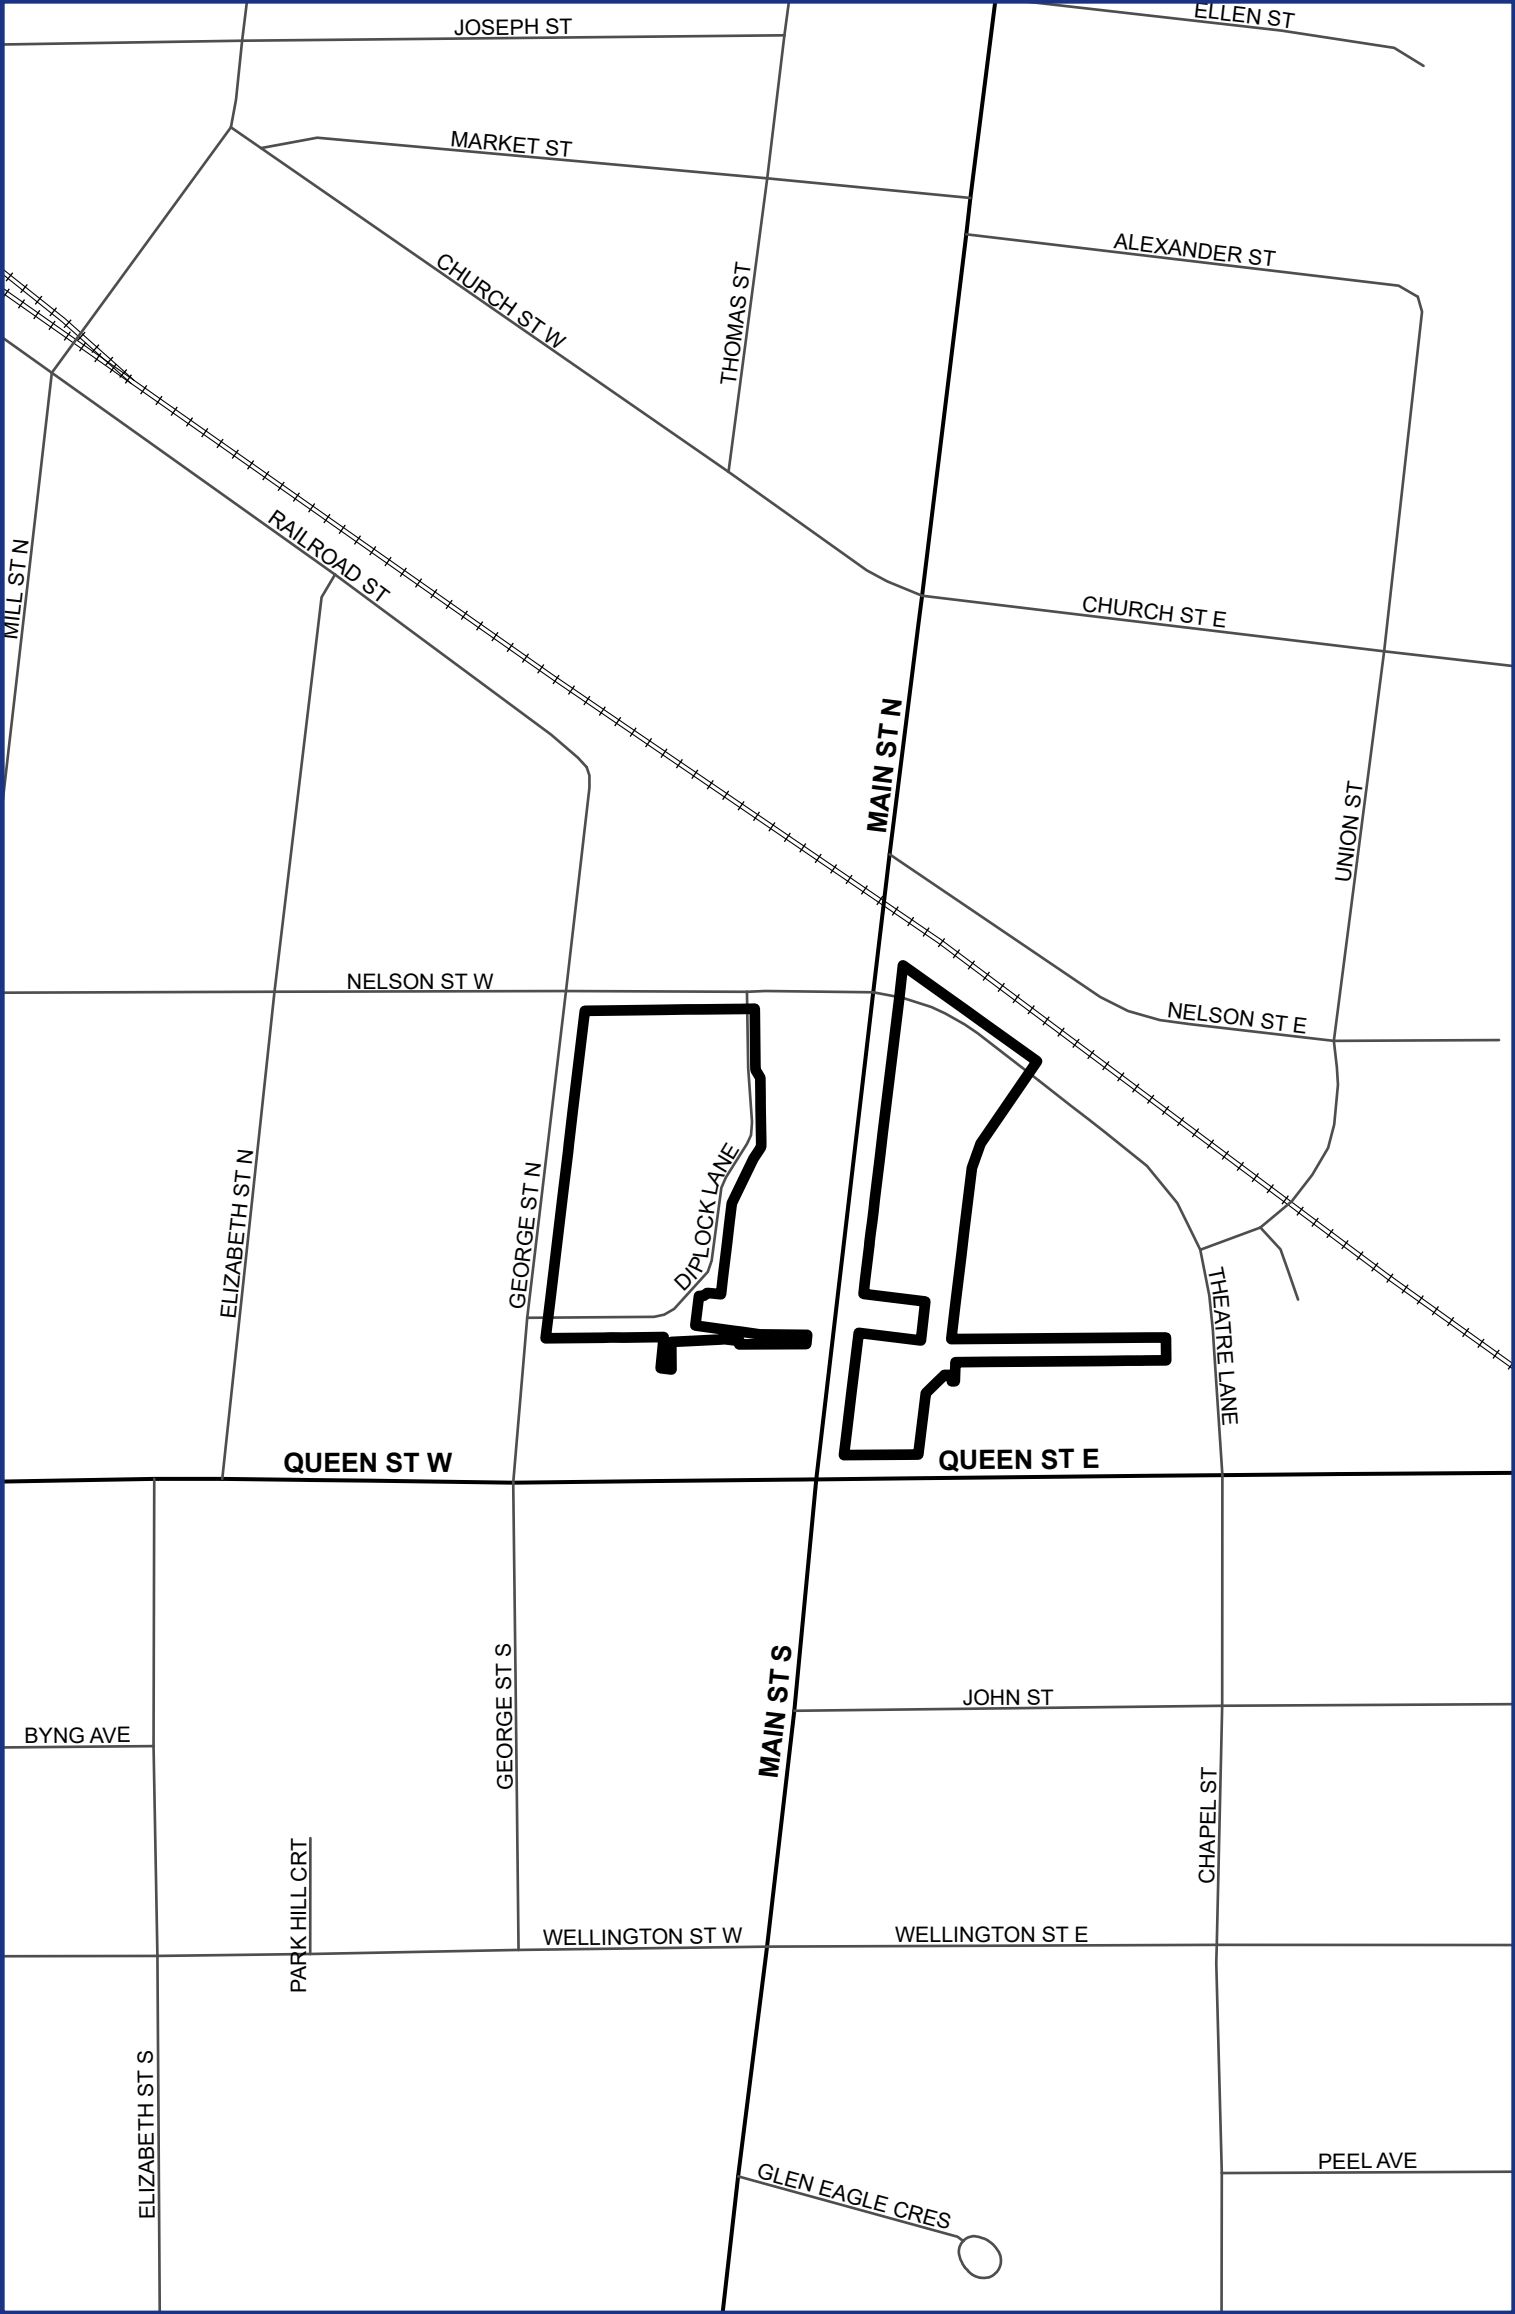 ELLEN ST
JOSEPH ST
MARKET ST
ALEXANDER ST
CHURCH ST W
THOMAS ST
RAILROAD ST
MILL ST N
CHURCH ST E
MAIN ST N
UNION ST
NELSON ST W
NELSON ST E
ELIZABETH ST N
GEORGE ST N
DIPLOCK LANE
THEATRE LANE
QUEEN ST W
QUEEN ST E
GEORGE ST S
MAIN ST S
JOHN ST
BYNG AVE
CHAPEL ST
PARK HILL CRT
WELLINGTON ST W
WELLINGTON ST E
ELIZABETH ST S
GLEN EAGLE CRES
PEEL AVE